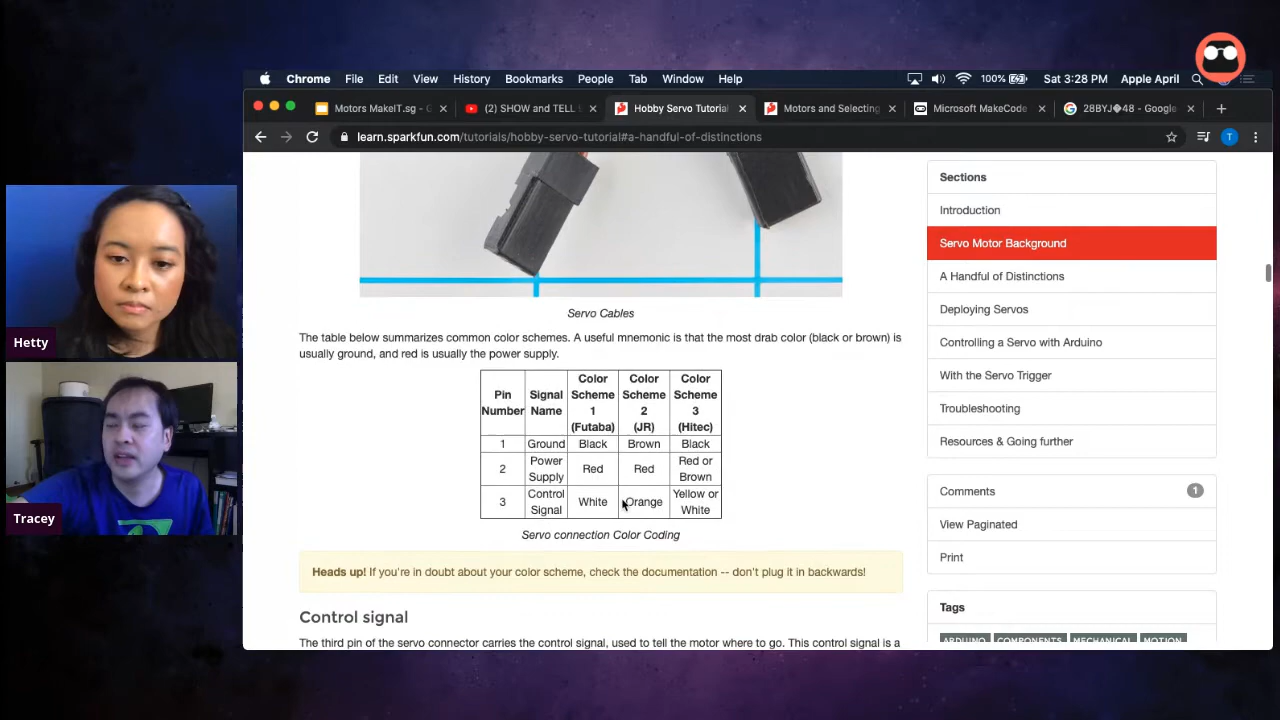 Chrome File Edit View History Bookmarks People Tab Window Help 100% Sat 3:28 PM Apple April
Motors MakeIT.sg - G
(2) SHOW and TELL
Hobby Servo Tutorial
Motors and Selecting
Microsoft MakeCode
28BYJ�48 - Google
learn.sparkfun.com/tutorials/hobby-servo-tutorial#a-handful-of-distinctions
T
Hetty
Tracey
Servo Cables
The table below summarizes common color schemes. A useful mnemonic is that the most drab color (black or brown) is
usually ground, and red is usually the power supply.
Pin Number Signal Name Color Scheme 1 (Futaba) Color Scheme 2 (JR) Color Scheme 3 (Hitec)
1 Ground Black Brown Black
2 Power Supply Red Red Red or Brown
3 Control Signal White Orange Yellow or White
Servo connection Color Coding
Heads up! If you're in doubt about your color scheme, check the documentation -- don't plug it in backwards!
Control signal
The third pin of the servo connector carries the control signal, used to tell the motor where to go. This control signal is a
Sections
Introduction
Servo Motor Background
A Handful of Distinctions
Deploying Servos
Controlling a Servo with Arduino
With the Servo Trigger
Troubleshooting
Resources & Going further
Comments 1
View Paginated
Print
Tags
ARDUINO COMPONENTS MECHANICAL MOTION